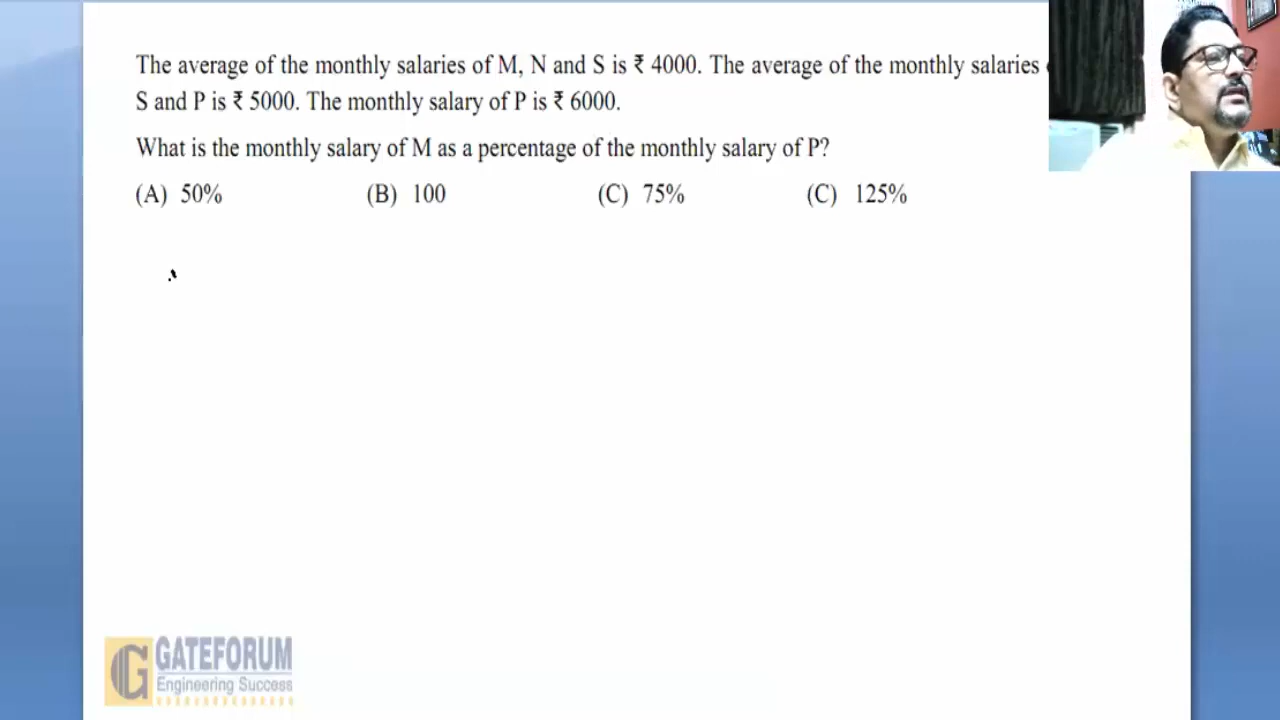 The average of the monthly salaries of M, N and S is ₹ 4000. The average of the monthly salaries
S and P is ₹ 5000. The monthly salary of P is ₹ 6000.
What is the monthly salary of M as a percentage of the monthly salary of P?
(A) 50% (B) 100 (C) 75% (C) 125%
GATEFORUM
Engineering Success